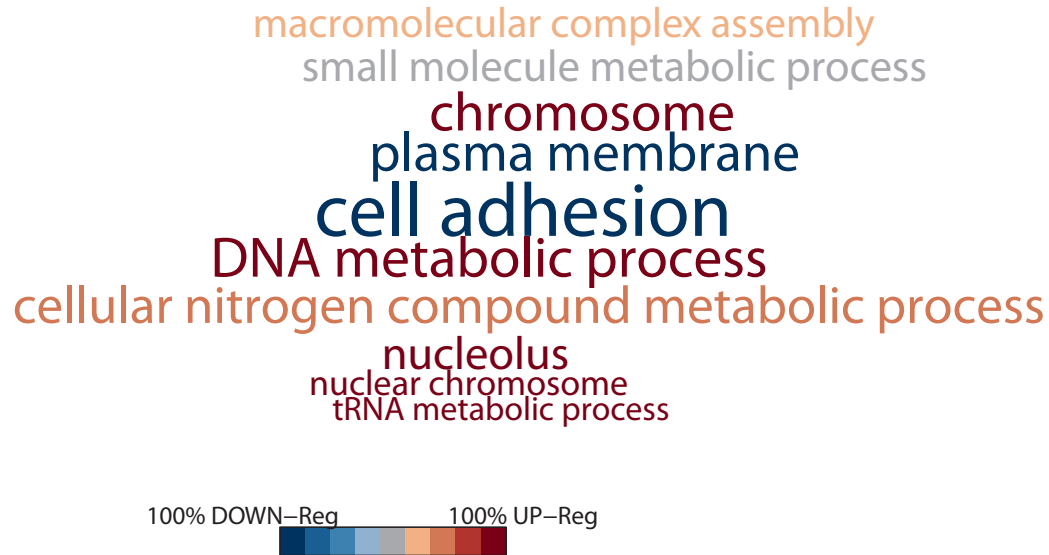 macromolecular complex assembly
small molecule metabolic process
chromosome
plasma membrane
cell adhesion
DNA metabolic process
cellular nitrogen compound metabolic process
nucleolus
nuclear chromosome
tRNA metabolic process
100% DOWN−Reg 100% UP−Reg